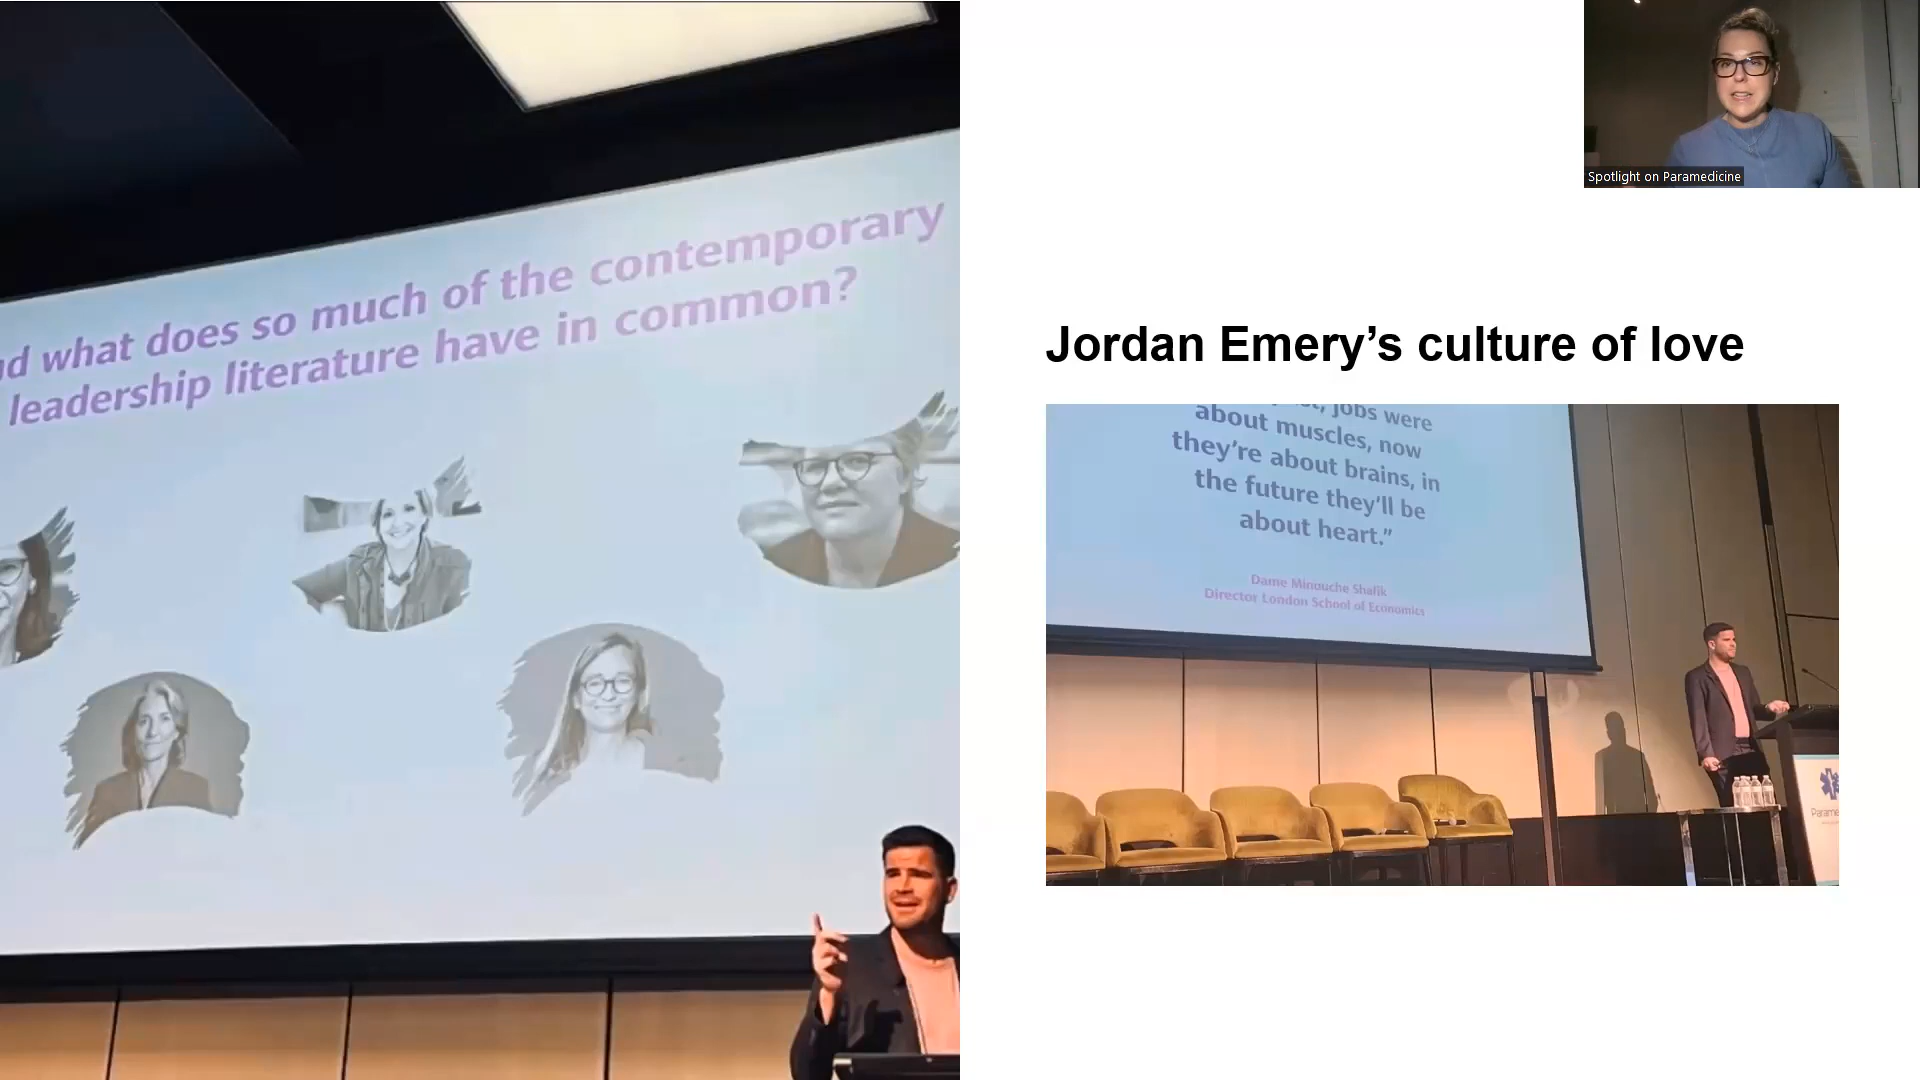 what does so much of the contemporary
leadership literature have in common?
Spotlight on Paramedicine
Jordan Emery’s culture of love
jobs were
about muscles, now
they’re about brains, in
the future they’ll be
about heart.”
Dame Minouche Shafik
Director London School of Economics